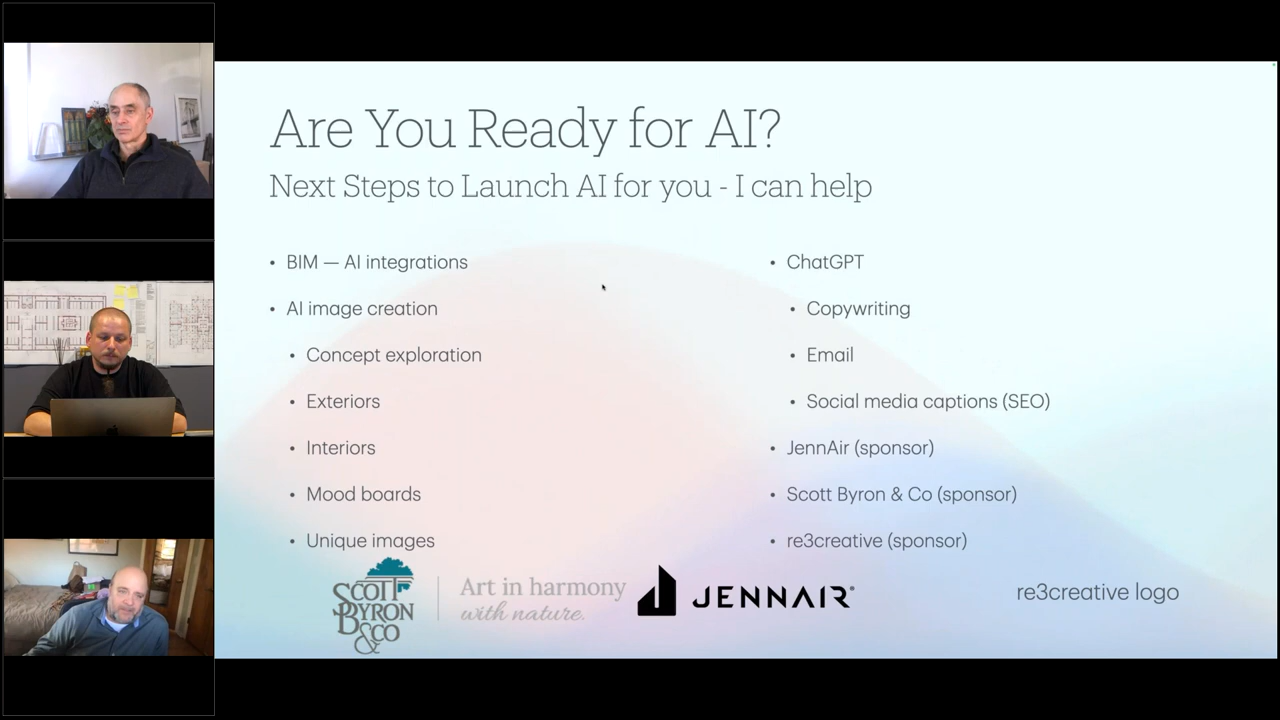 Are You Ready for AI?
Next Steps to Launch AI for you - I can help
• BIM — AI integrations
• AI image creation
• Concept exploration
• Exteriors
• Interiors
• Mood boards
• Unique images
• ChatGPT
• Copywriting
• Email
• Social media captions (SEO)
• JennAir (sponsor)
• Scott Byron & Co (sponsor)
• re3creative (sponsor)
SCOTT
BYRON
&CO
Art in harmony
with nature.
JENNAIR®
re3creative logo